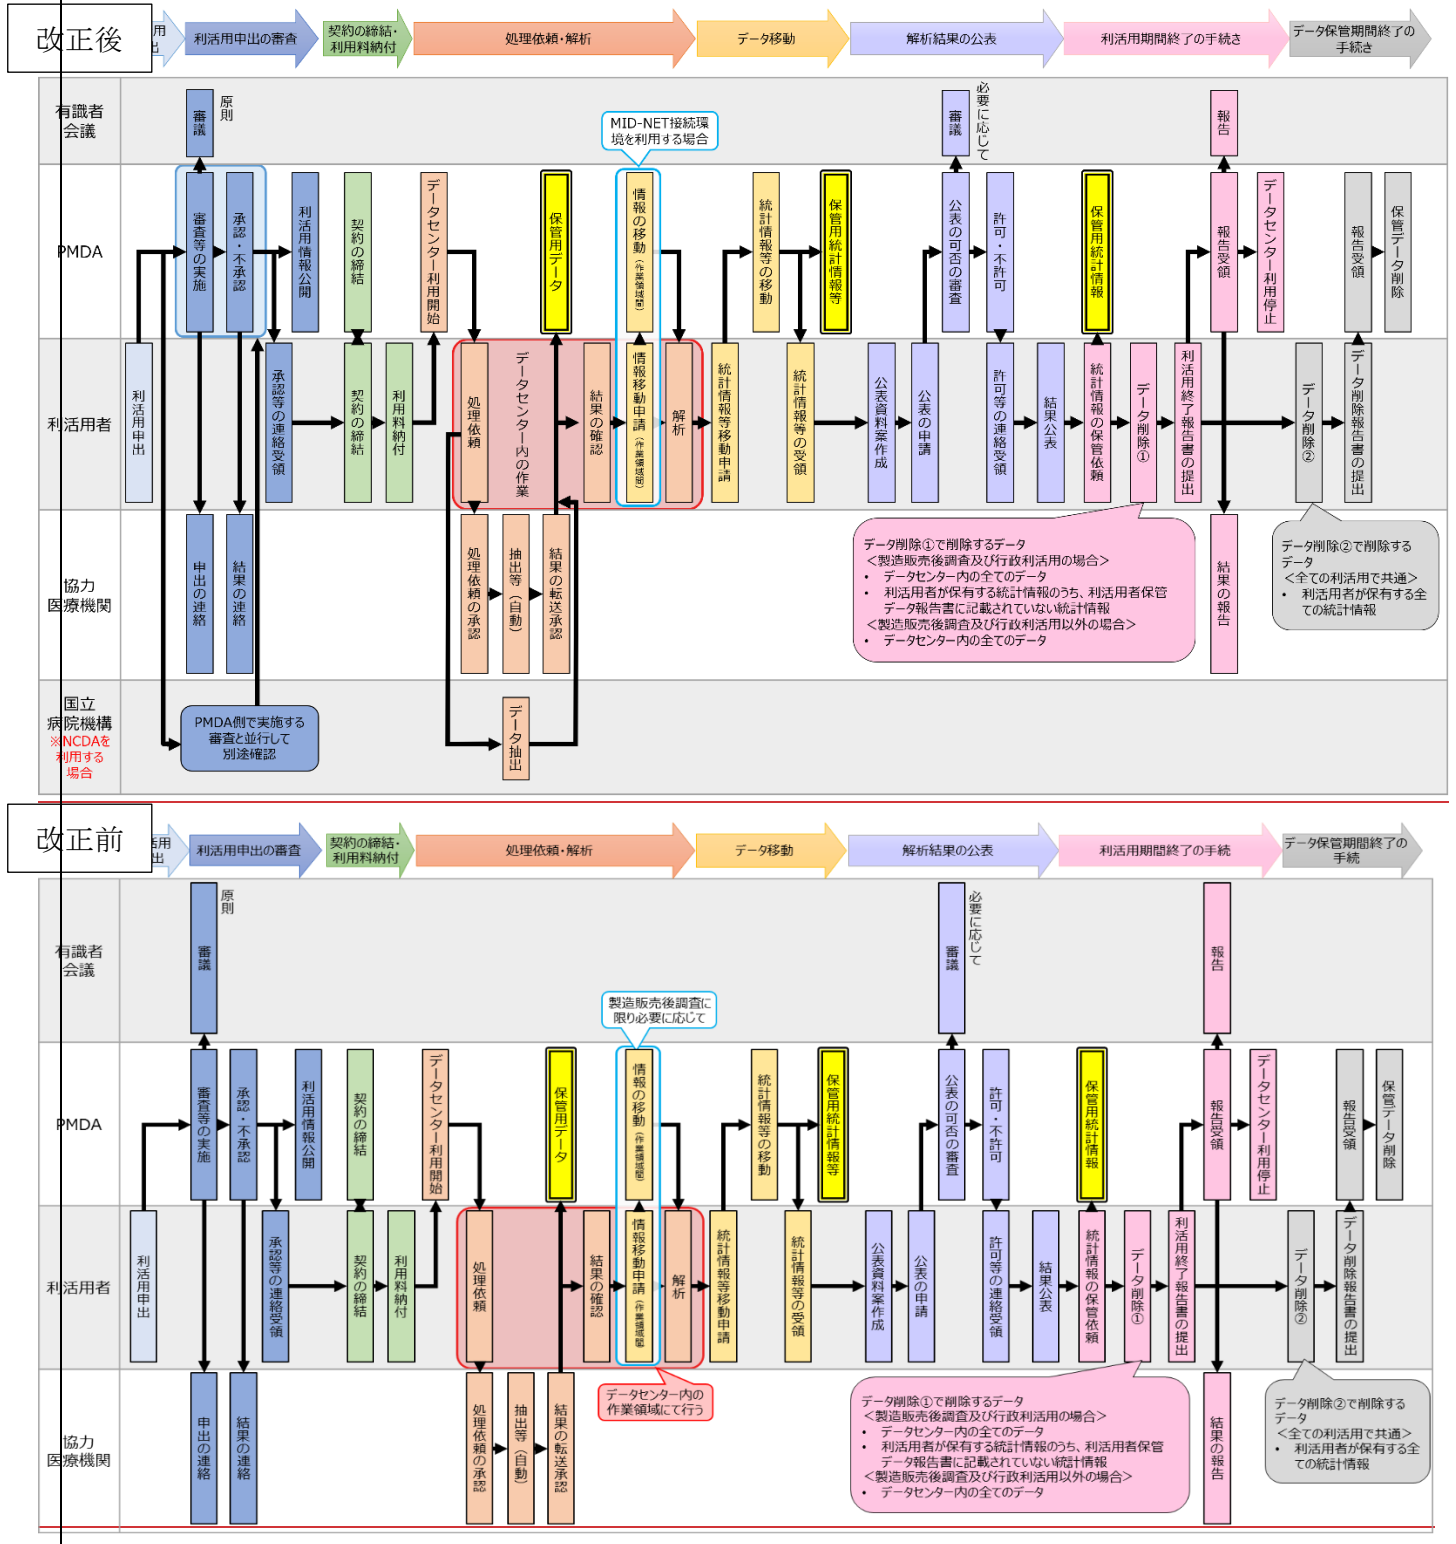 改正後
用
出
利活用申出の審査
契約の締結・
利用料納付
処理依頼・解析
データ移動
解析結果の公表
利活用期間終了の手続き
データ保管期間終了の
手続き
有識者
会議
審議
原則
MID-NET接続環
境を利用する場合
審議
必要に応じて
報告
PMDA
審査等の実施
承認・不承認
利活用情報公開
契約の締結
データセンター利用開始
保管用データ
情報の移動(作業領域間)
統計情報等の移動
保管用統計情報等
公表の可否の審査
許可・不許可
保管用統計情報
報告受領
データセンター利用停止
報告受領
保管データ削除
利活用者
利活用申出
承認等の連絡受領
契約の締結
利用料納付
処理依頼
データセンター内の作業
結果の確認
情報移動申請(作業領域間)
解析
統計情報等移動申請
統計情報等の受領
公表資料案作成
公表の申請
許可等の連絡受領
結果公表
統計情報の保管依頼
データ削除①
利活用終了報告書の提出
データ削除②
データ削除報告書の提出
協力
医療機関
申出の連絡
結果の連絡
処理依頼の承認
抽出等(自動)
結果の転送承認
データ削除①で削除するデータ
<製造販売後調査及び行政利活用の場合>
• データセンター内の全てのデータ
• 利活用者が保有する統計情報のうち、利活用者保管
データ報告書に記載されていない統計情報
<製造販売後調査及び行政利活用以外の場合>
• データセンター内の全てのデータ
結果の報告
データ削除②で削除する
データ
<全ての利活用で共通>
• 利活用者が保有する全
ての統計情報
国立
病院機構
※NCDAを
利用する
場合
PMDA側で実施する
審査と並行して
別途確認
データ抽出
改正前
活用
出
利活用申出の審査
契約の締結・
利用料納付
処理依頼・解析
データ移動
解析結果の公表
利活用期間終了の手続
データ保管期間終了の
手続
有識者
会議
審議
原則
製造販売後調査に
限り必要に応じて
審議
必要に応じて
報告
PMDA
審査等の実施
承認・不承認
利活用情報公開
契約の締結
データセンター利用開始
保管用データ
情報の移動(作業領域間)
統計情報等の移動
保管用統計情報等
公表の可否の審査
許可・不許可
保管用統計情報
報告受領
データセンター利用停止
報告受領
保管データ削除
利活用者
利活用申出
承認等の連絡受領
契約の締結
利用料納付
処理依頼
結果の確認
情報移動申請(作業領域間)
解析
統計情報等移動申請
統計情報等の受領
公表資料案作成
公表の申請
許可等の連絡受領
結果公表
統計情報の保管依頼
データ削除①
利活用終了報告書の提出
データ削除②
データ削除報告書の提出
協力
医療機関
申出の連絡
結果の連絡
処理依頼の承認
抽出等(自動)
結果の転送承認
データセンター内の
作業領域にて行う
データ削除①で削除するデータ
<製造販売後調査及び行政利活用の場合>
• データセンター内の全てのデータ
• 利活用者が保有する統計情報のうち、利活用者保管
データ報告書に記載されていない統計情報
<製造販売後調査及び行政利活用以外の場合>
• データセンター内の全てのデータ
結果の報告
データ削除②で削除する
データ
<全ての利活用で共通>
• 利活用者が保有する全
ての統計情報